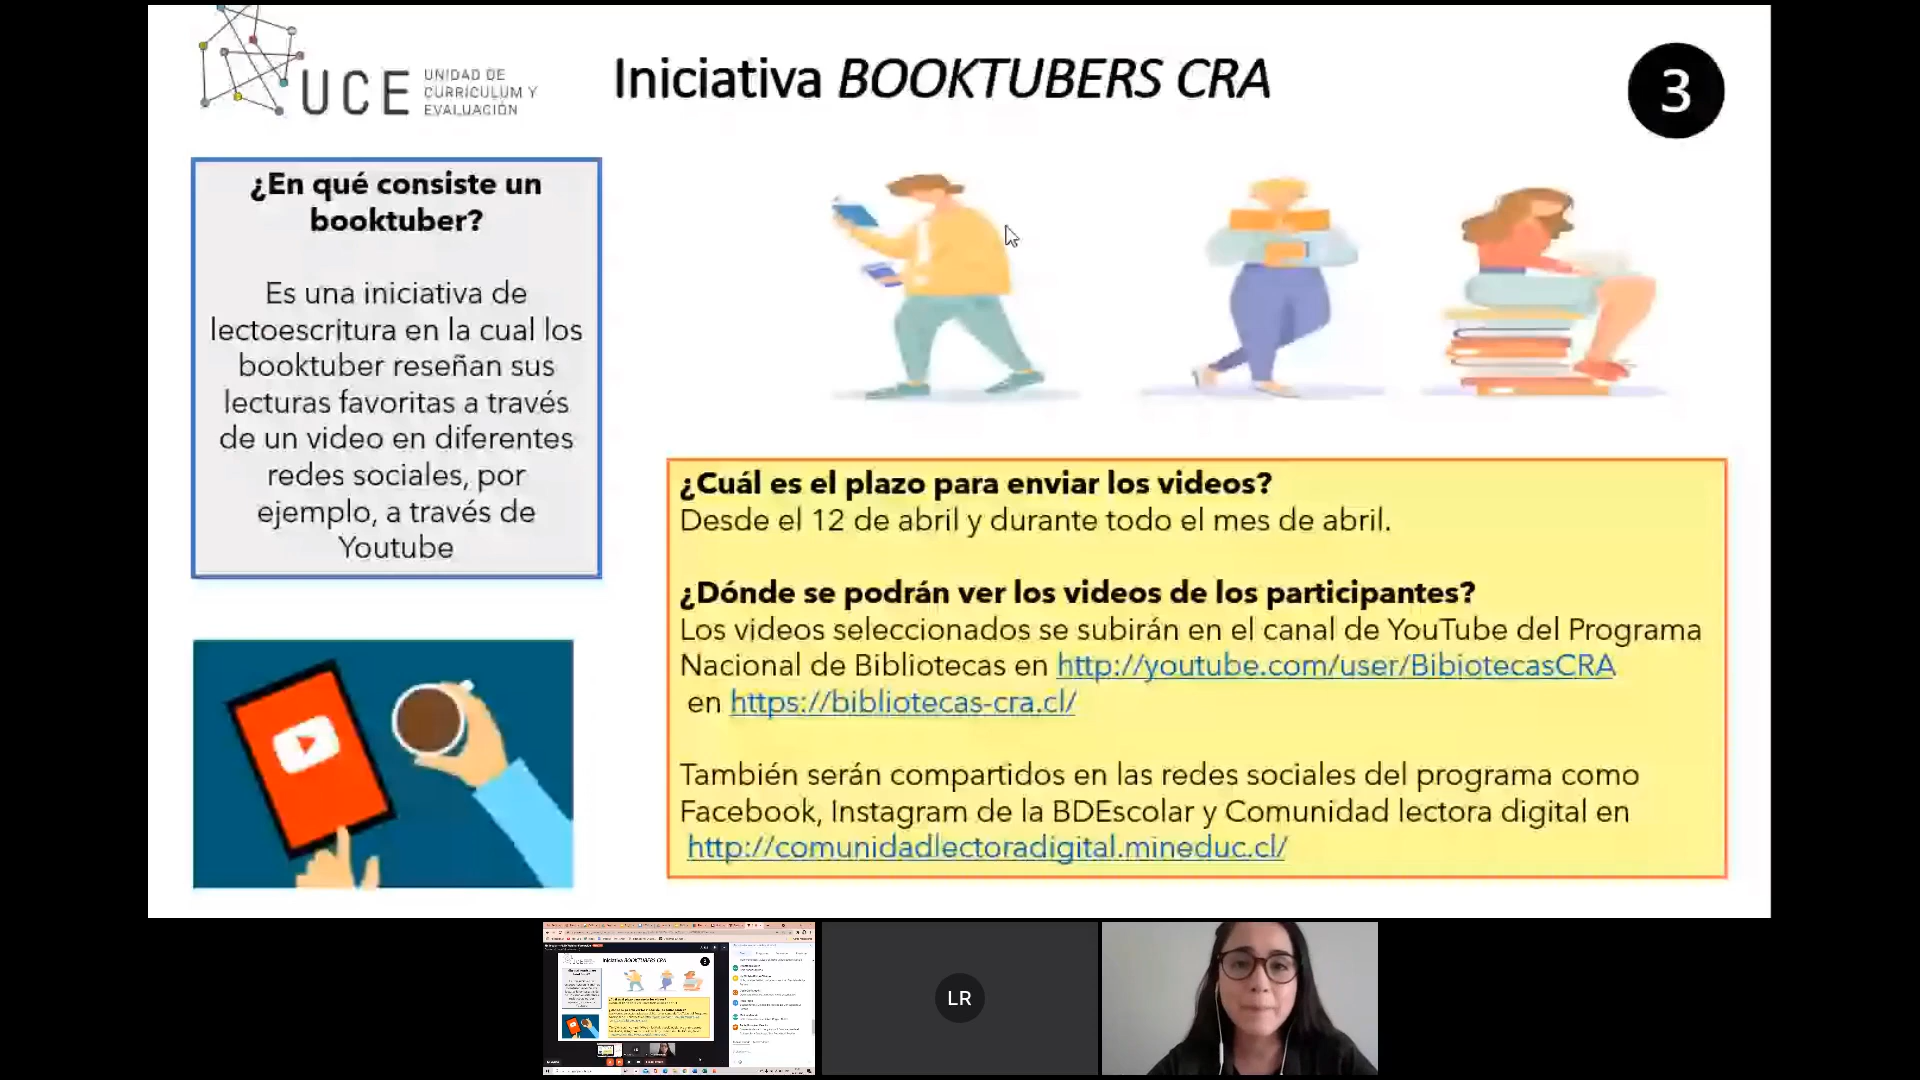 UCE
UNIDAD DE
CURRÍCULUM Y
EVALUACIÓN
Iniciativa BOOKTUBERS CRA
3
¿En qué consiste un
booktuber?
Es una iniciativa de
lectoescritura en la cual los
booktuber reseñan sus
lecturas favoritas a través
de un video en diferentes
redes sociales, por
ejemplo, a través de
Youtube
¿Cuál es el plazo para enviar los videos?
Desde el 12 de abril y durante todo el mes de abril.
¿Dónde se podrán ver los videos de los participantes?
Los videos seleccionados se subirán en el canal de YouTube del Programa
Nacional de Bibliotecas en http://youtube.com/user/BibiotecasCRA
en https://bibliotecas-cra.cl/
También serán compartidos en las redes sociales del programa como
Facebook, Instagram de la BDEscolar y Comunidad lectora digital en
http://comunidadlectoradigital.mineduc.cl/
Iniciativa BOOKTUBERS CRA
LR